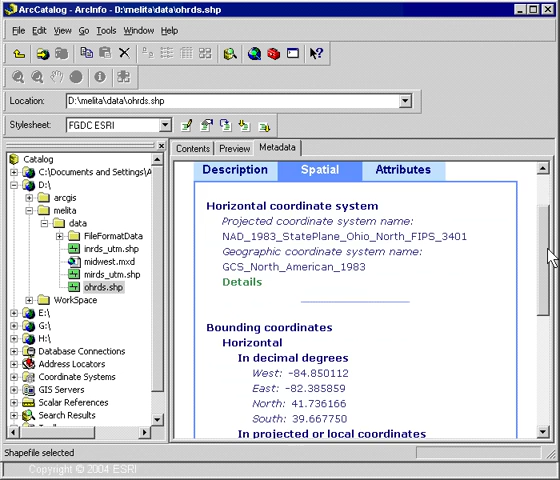 ArcCatalog - ArcInfo - D:\melita\data\ohrds.shp
File Edit View Go Tools Window Help
Location: D:\melita\data\ohrds.shp
Stylesheet: FGDC ESRI
Contents Preview Metadata
Catalog
C:\Documents and Settings\A
D:\
arcgis
melita
data
FileFormatData
inrds_utm.shp
midwest.mxd
mirds_utm.shp
ohrds.shp
WorkSpace
E:\
G:\
H:\
Database Connections
Address Locators
Coordinate Systems
GIS Servers
Scalar References
Search Results
Description Spatial Attributes
Horizontal coordinate system
Projected coordinate system name:
NAD_1983_StatePlane_Ohio_North_FIPS_3401
Geographic coordinate system name:
GCS_North_American_1983
Details
Bounding coordinates
Horizontal
In decimal degrees
West: -84.850112
East: -82.385859
North: 41.736166
South: 39.667750
In projected or local coordinates
Shapefile selected
Copyright © 2004 ESRI